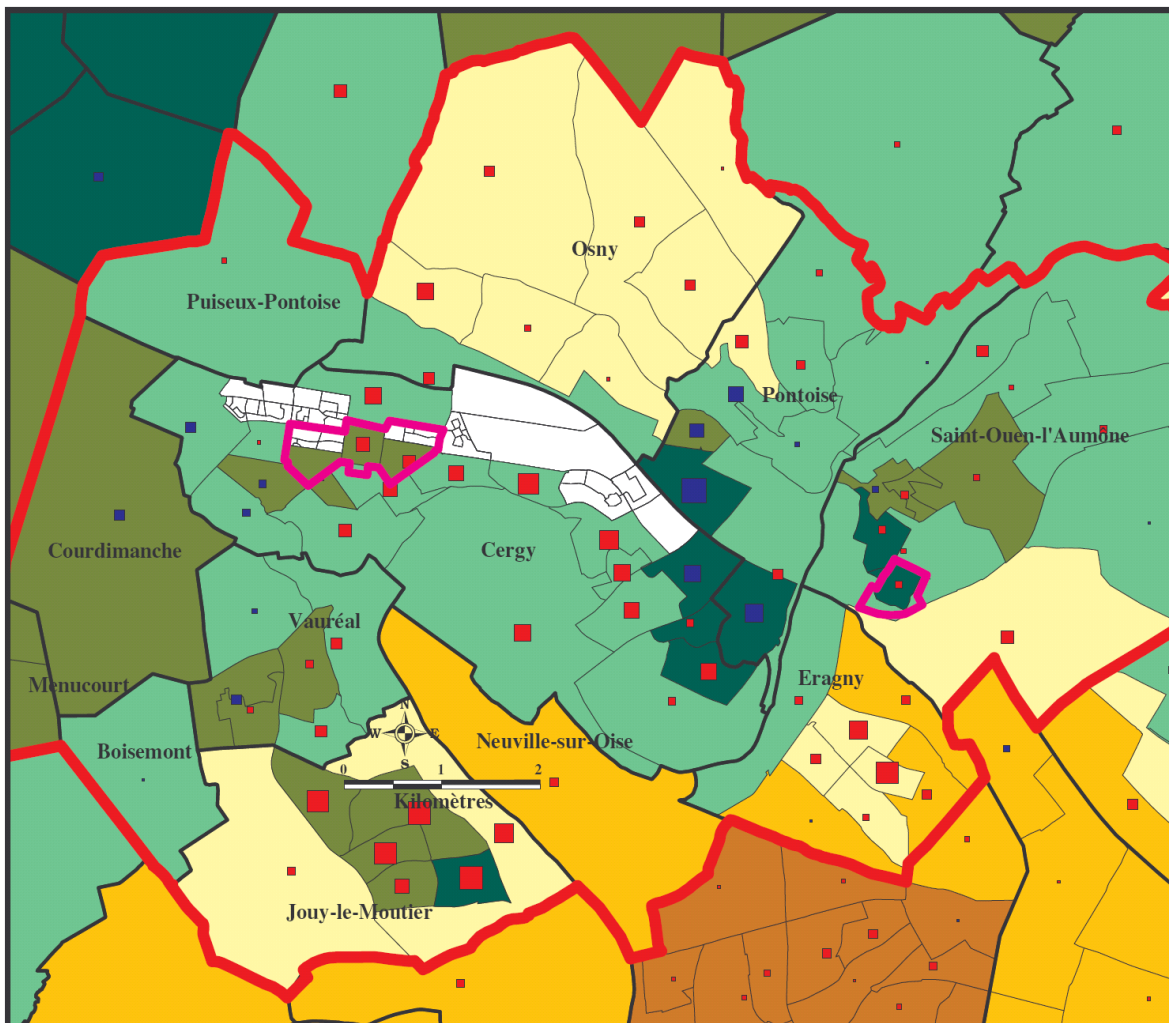 Osny
Puiseux-Pontoise
Pontoise
Saint-Ouen-l'Aumône
Courdimanche
Cergy
Vauréal
Menucourt
Eragny
Boisemont
Neuville-sur-Oise
N
W E
S
0 1 2
Kilomètres
Jouy-le-Moutier